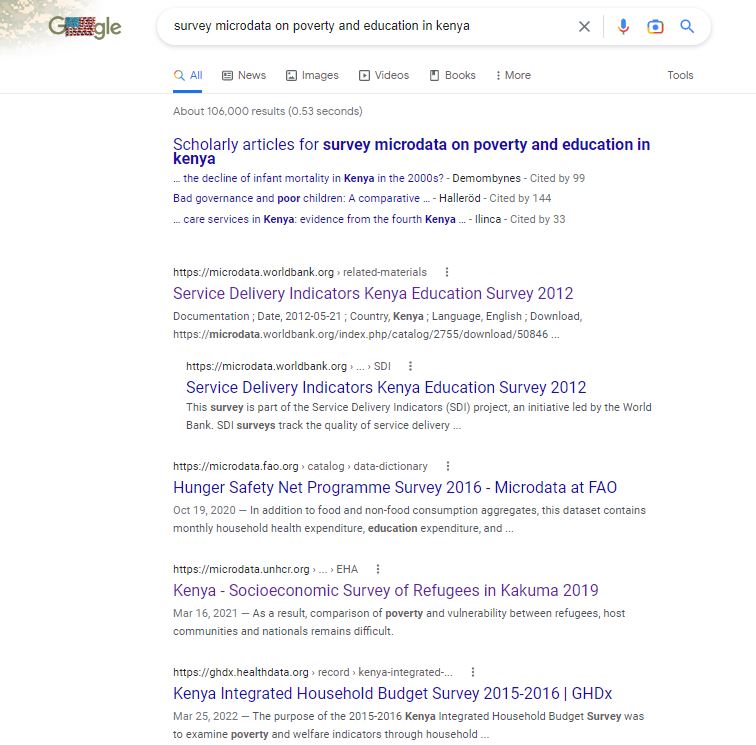 Google
survey microdata on poverty and education in kenya
All News Images Videos Books More Tools
About 106,000 results (0.53 seconds)
Scholarly articles for survey microdata on poverty and education in
kenya
... the decline of infant mortality in Kenya in the 2000s? - Demombynes - Cited by 99
Bad governance and poor children: A comparative ... - Halleröd - Cited by 144
... care services in Kenya: evidence from the fourth Kenya ... - Ilinca - Cited by 33
https://microdata.worldbank.org › related-materials
Service Delivery Indicators Kenya Education Survey 2012
Documentation ; Date, 2012-05-21 ; Country, Kenya ; Language, English ; Download,
https://microdata.worldbank.org/index.php/catalog/2755/download/50846 ...
https://microdata.worldbank.org › ... › SDI
Service Delivery Indicators Kenya Education Survey 2012
This survey is part of the Service Delivery Indicators (SDI) project, an initiative led by the World
Bank. SDI surveys track the quality of service delivery ...
https://microdata.fao.org › catalog › data-dictionary
Hunger Safety Net Programme Survey 2016 - Microdata at FAO
Oct 19, 2020 — In addition to food and non-food consumption aggregates, this dataset contains
monthly household health expenditure, education expenditure, and ...
https://microdata.unhcr.org › ... › EHA
Kenya - Socioeconomic Survey of Refugees in Kakuma 2019
Mar 16, 2021 — As a result, comparison of poverty and vulnerability between refugees, host
communities and nationals remains difficult.
https://ghdx.healthdata.org › record › kenya-integrated-...
Kenya Integrated Household Budget Survey 2015-2016 | GHDx
Mar 25, 2022 — The purpose of the 2015-2016 Kenya Integrated Household Budget Survey was
to examine poverty and welfare indicators through household ...